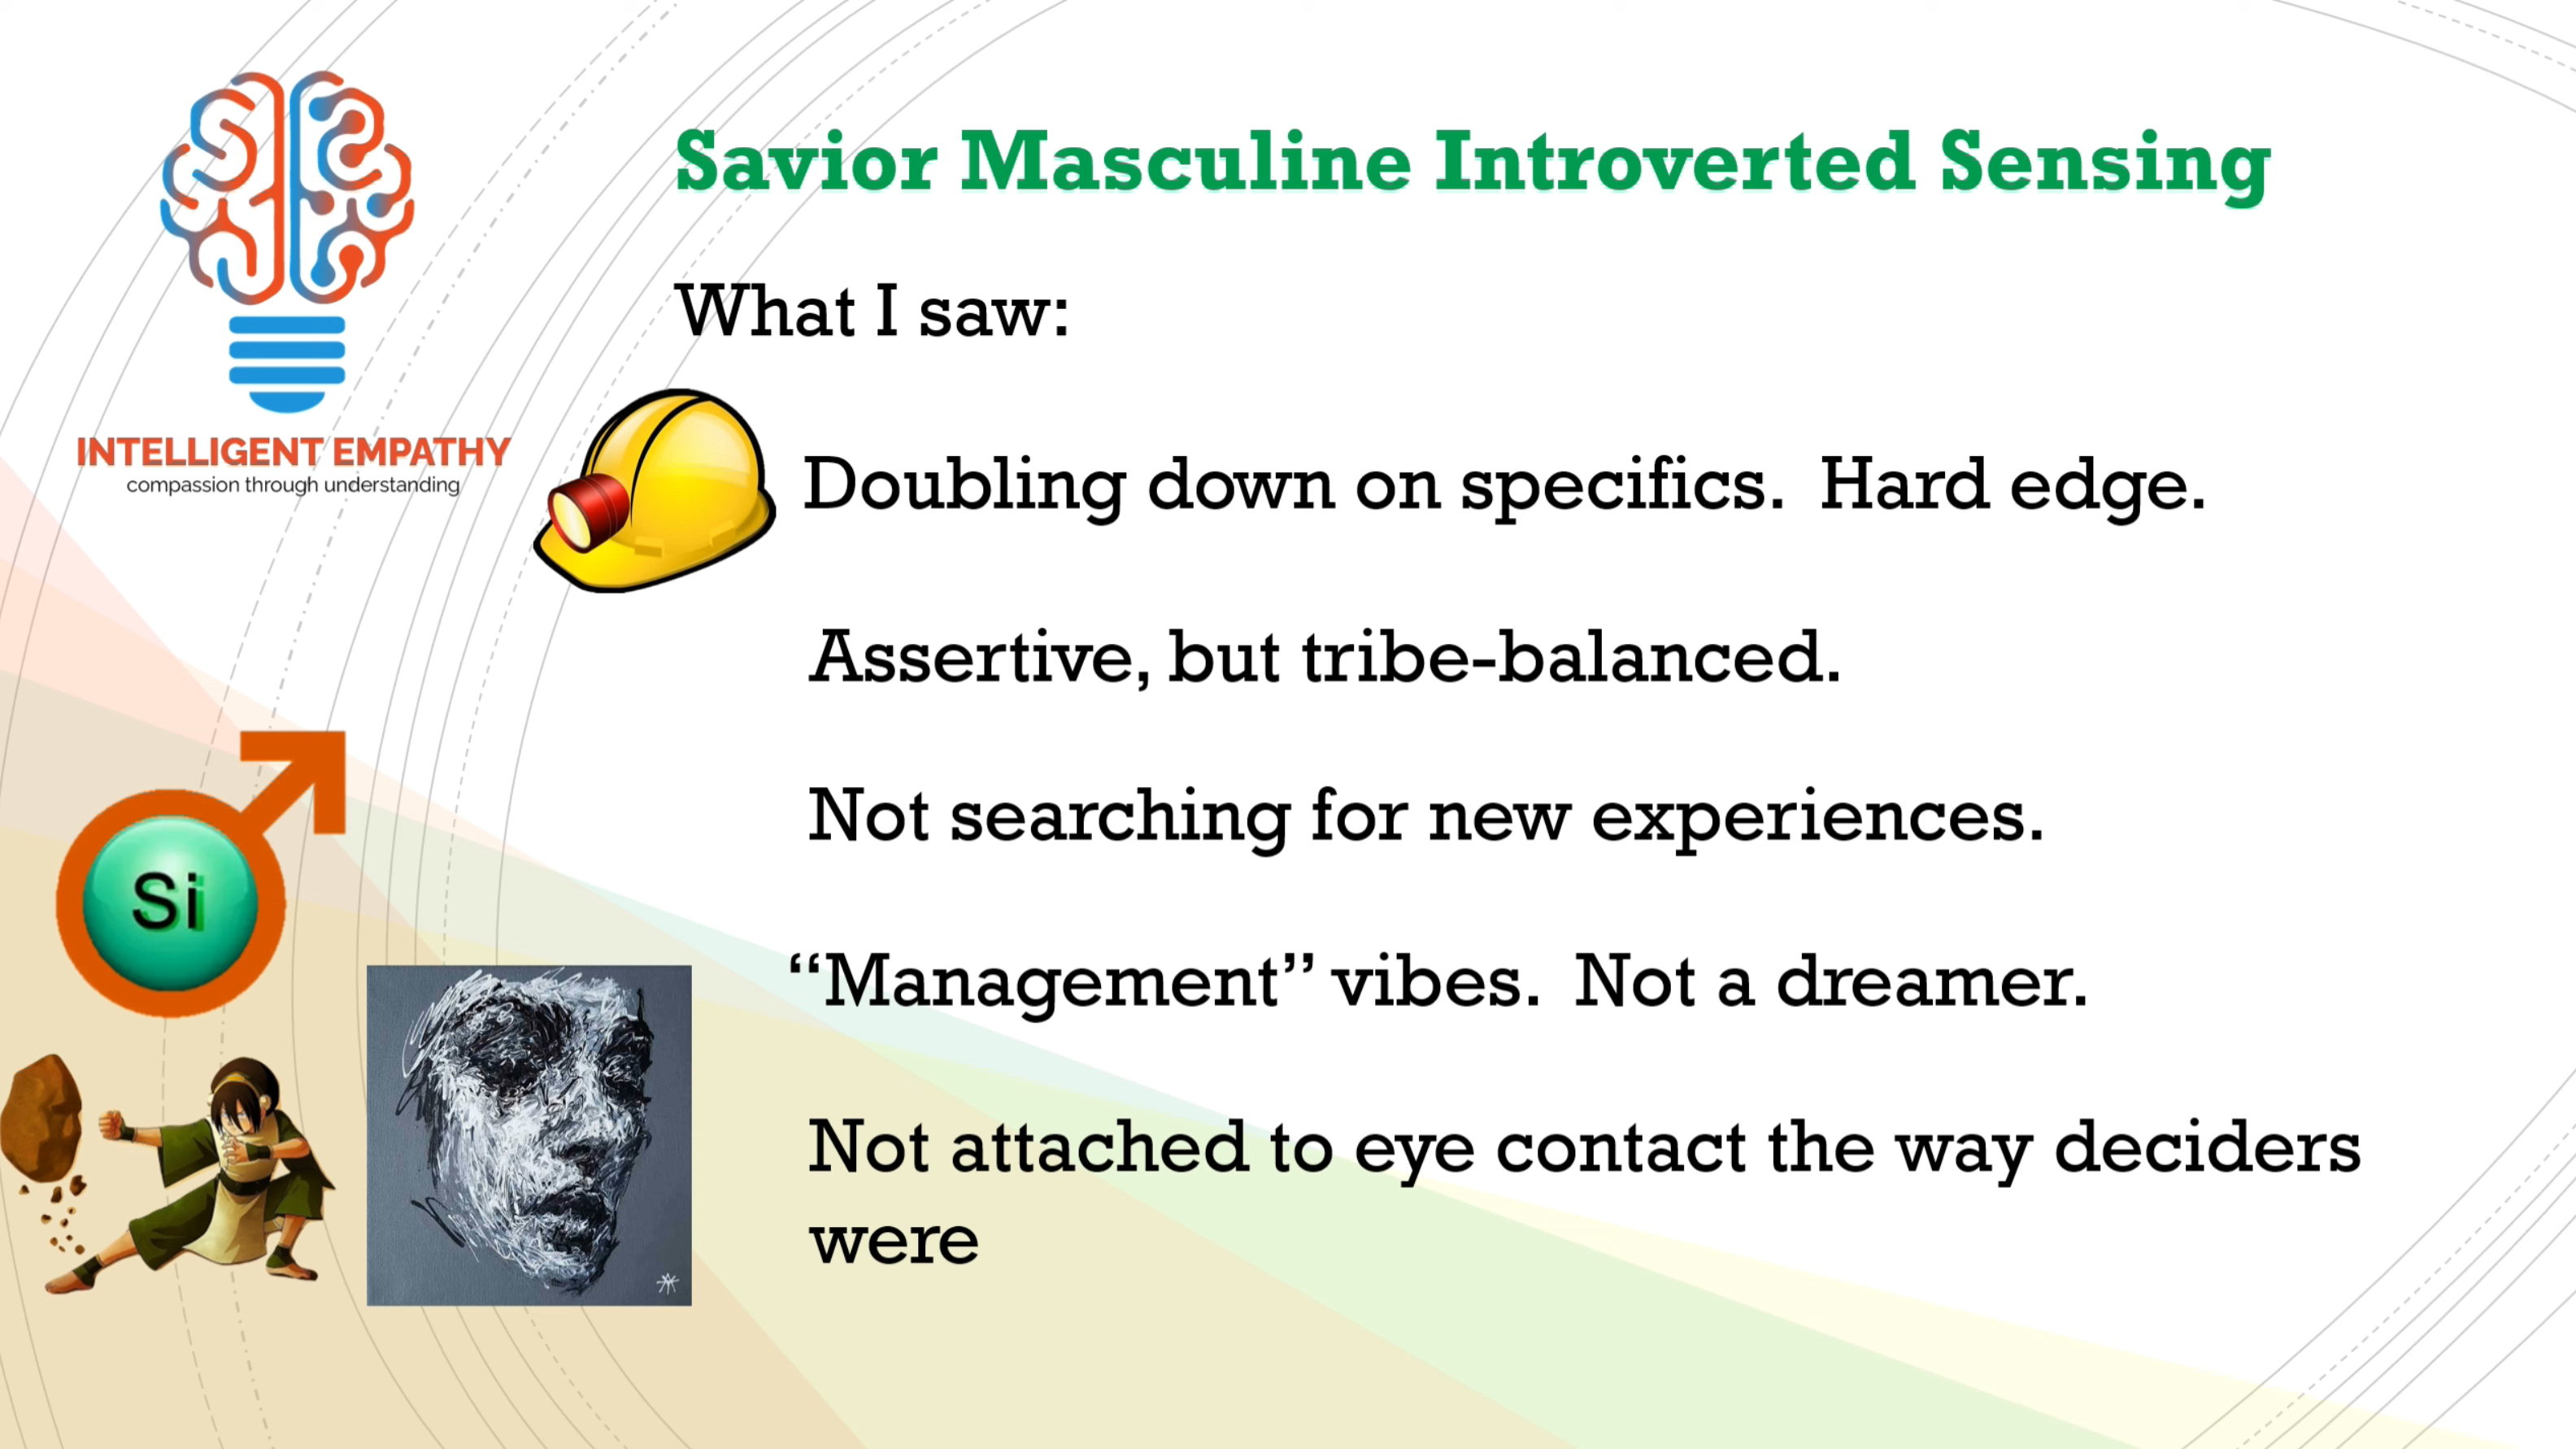 Savior Masculine Introverted Sensing
What I saw:
INTELLIGENT EMPATHY
compassion through understanding
Doubling down on specifics.  Hard edge.
Assertive, but tribe-balanced.
Not searching for new experiences.
Si
“Management” vibes.  Not a dreamer.
Not attached to eye contact the way deciders
were